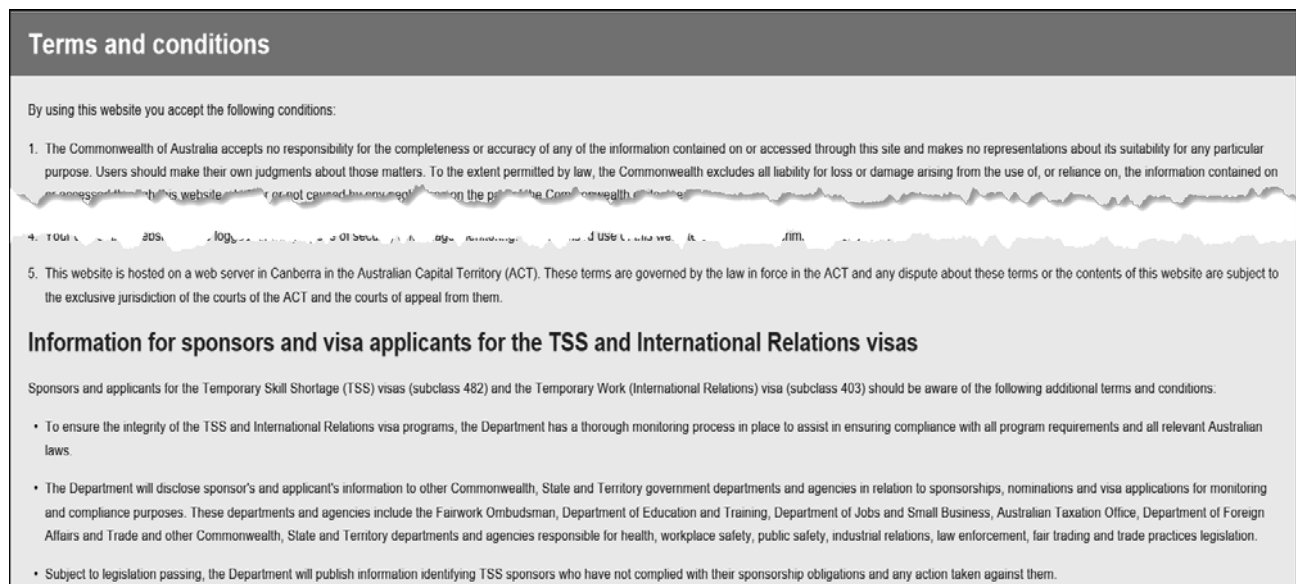 Terms and conditions
By using this website you accept the following conditions:
1. The Commonwealth of Australia accepts no responsibility for the completeness or accuracy of any of the information contained on or accessed through this site and makes no representations about its suitability for any particular
purpose. Users should make their own judgments about those matters. To the extent permitted by law, the Commonwealth excludes all liability for loss or damage arising from the use of, or reliance on, the information contained on
or accessed this website or not caused by any on the the Commonwealth
4. Your use
5. This website is hosted on a web server in Canberra in the Australian Capital Territory (ACT). These terms are governed by the law in force in the ACT and any dispute about these terms or the contents of this website are subject to
the exclusive jurisdiction of the courts of the ACT and the courts of appeal from them.
Information for sponsors and visa applicants for the TSS and International Relations visas
Sponsors and applicants for the Temporary Skill Shortage (TSS) visas (subclass 482) and the Temporary Work (International Relations) visa (subclass 403) should be aware of the following additional terms and conditions:
• To ensure the integrity of the TSS and International Relations visa programs, the Department has a thorough monitoring process in place to assist in ensuring compliance with all program requirements and all relevant Australian
laws.
• The Department will disclose sponsor's and applicant's information to other Commonwealth, State and Territory government departments and agencies in relation to sponsorships, nominations and visa applications for monitoring
and compliance purposes. These departments and agencies include the Fairwork Ombudsman, Department of Education and Training, Department of Jobs and Small Business, Australian Taxation Office, Department of Foreign
Affairs and Trade and other Commonwealth, State and Territory departments and agencies responsible for health, workplace safety, public safety, industrial relations, law enforcement, fair trading and trade practices legislation.
• Subject to legislation passing, the Department will publish information identifying TSS sponsors who have not complied with their sponsorship obligations and any action taken against them.